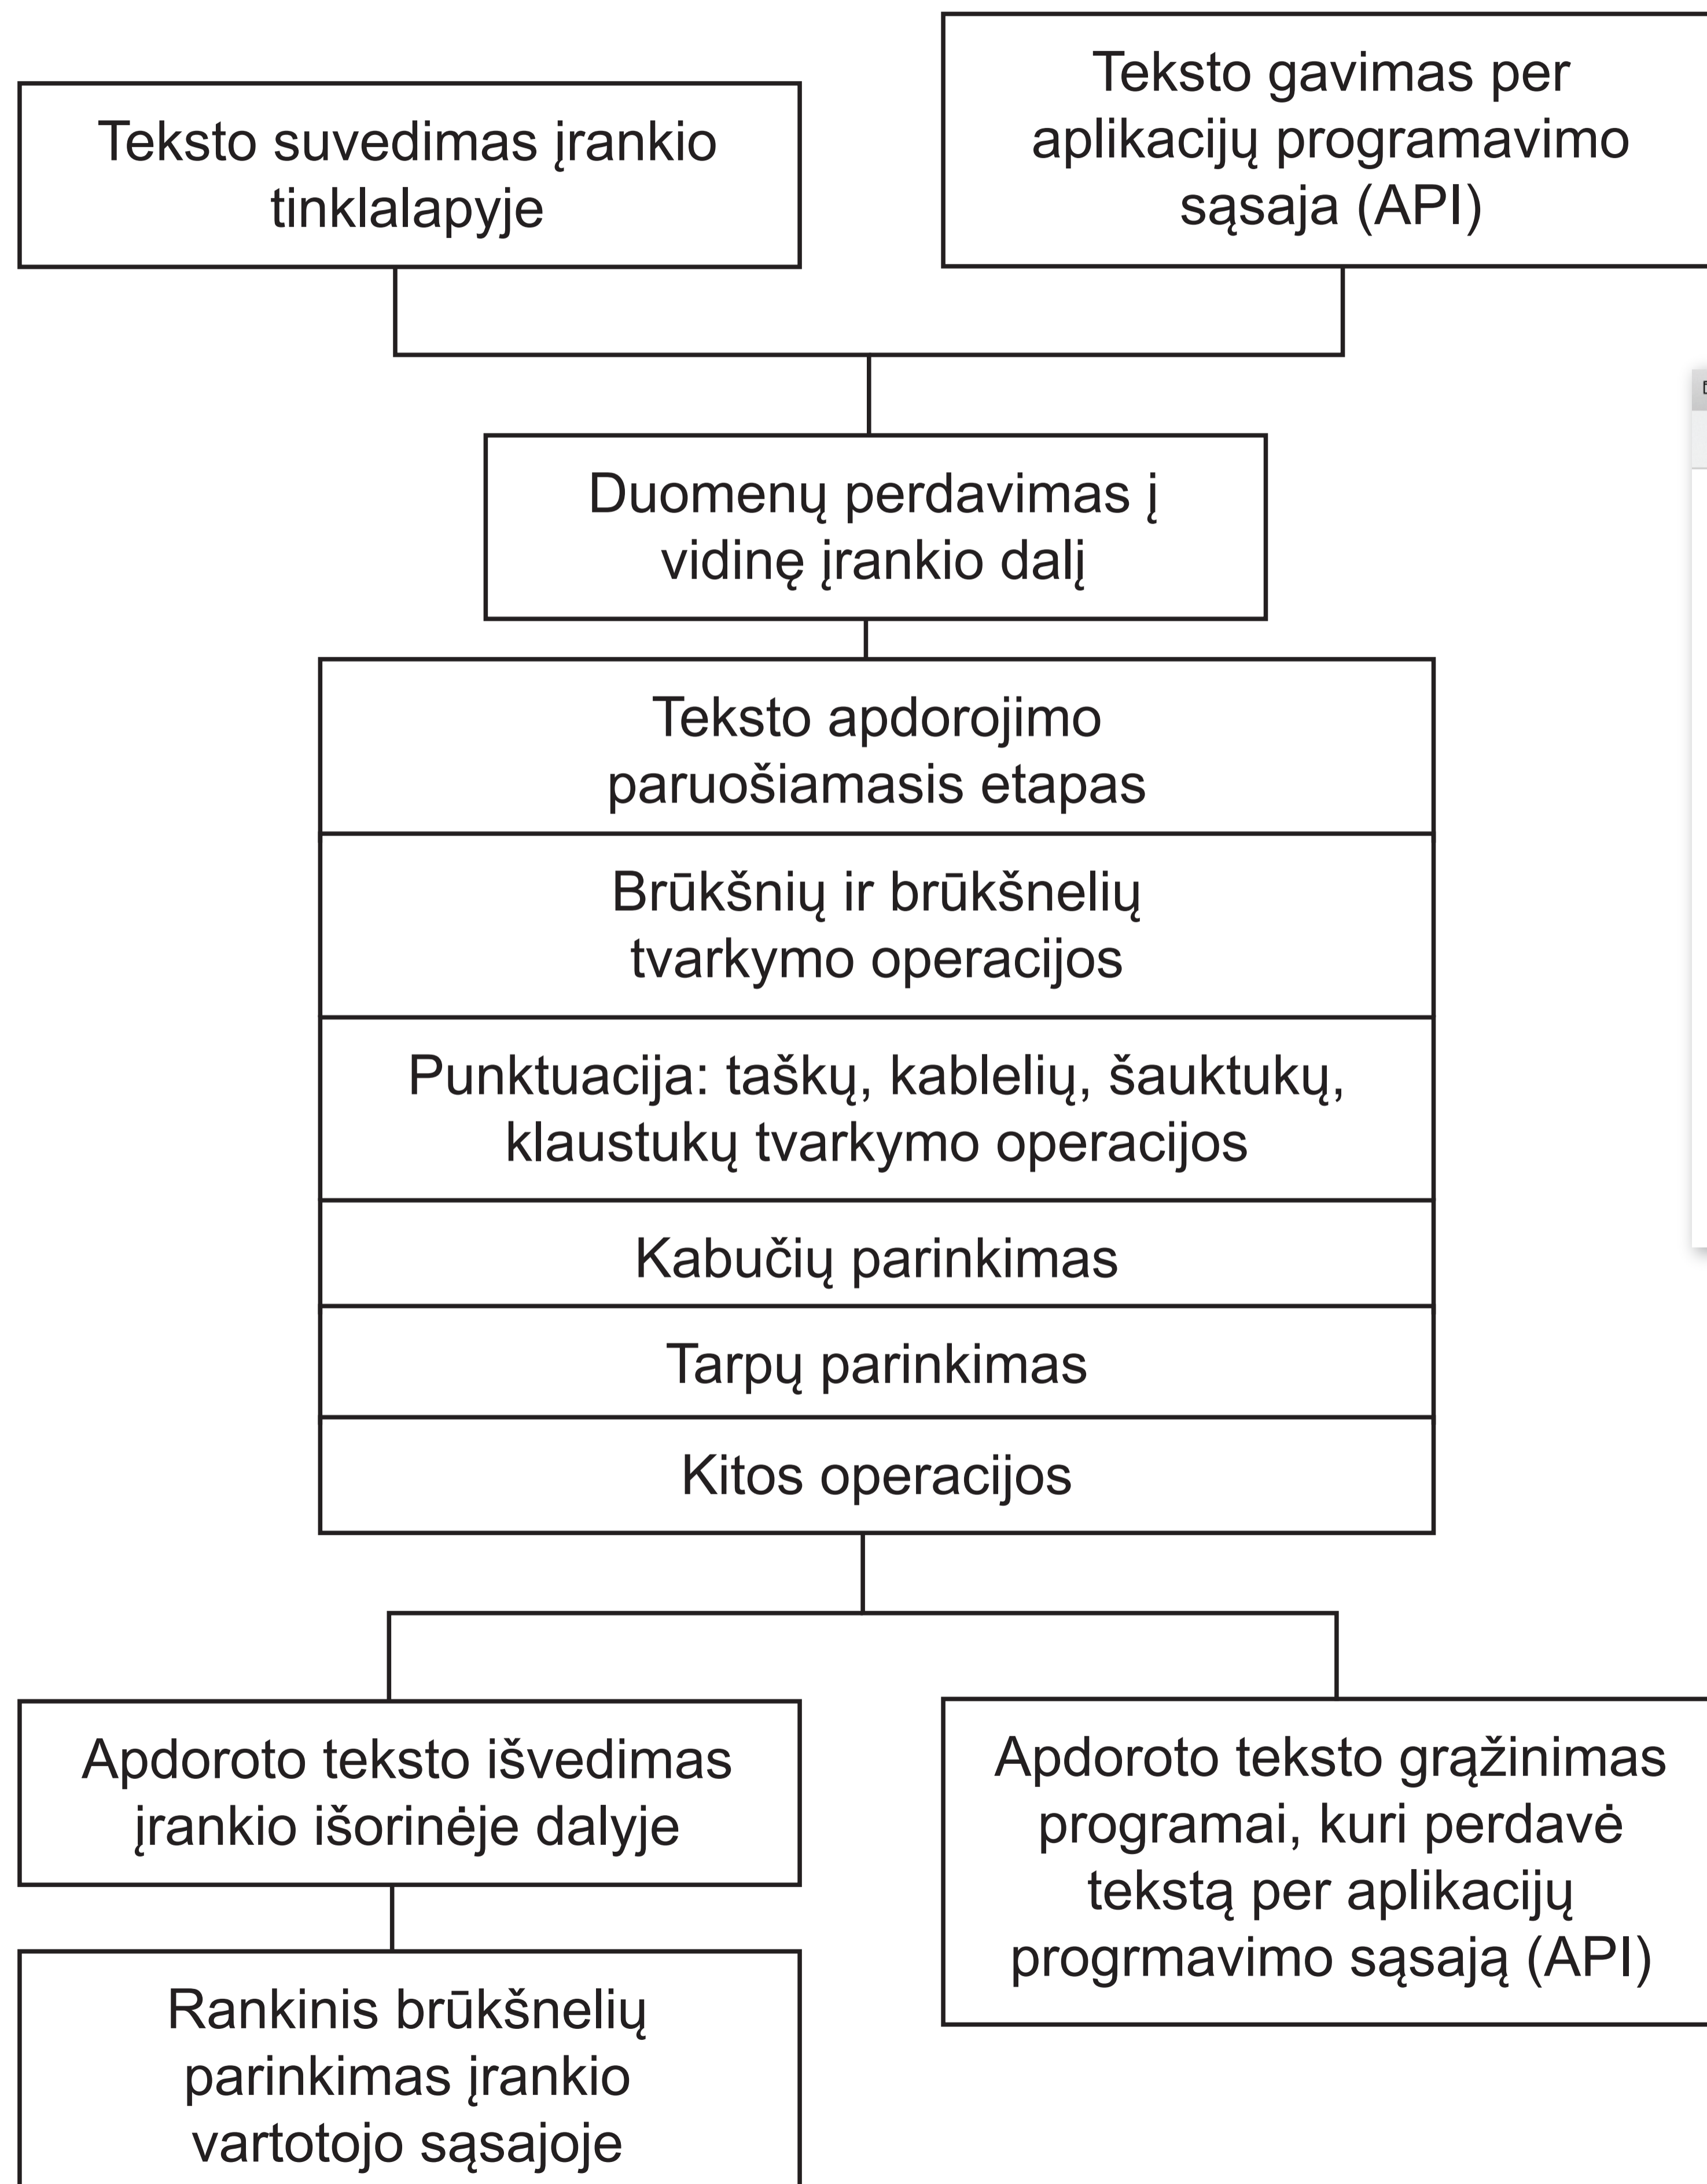 Teksto suvedimas įrankio
tinklalapyje
Teksto gavimas per
aplikacijų programavimo
sąsaja (API)
Duomenų perdavimas į
vidinę įrankio dalį
Teksto apdorojimo
paruošiamasis etapas
Brūkšnių ir brūkšnelių
tvarkymo operacijos
Punktuacija: taškų, kablelių, šauktukų,
klaustukų tvarkymo operacijos
Kabučių parinkimas
Tarpų parinkimas
Kitos operacijos
Apdoroto teksto išvedimas
įrankio išorinėje dalyje
Rankinis brūkšnelių
parinkimas įrankio
vartotojo sąsajoje
Apdoroto teksto grąžinimas
programai, kuri perdavė
tekstą per aplikacijų
progrmavimo sąsają (API)